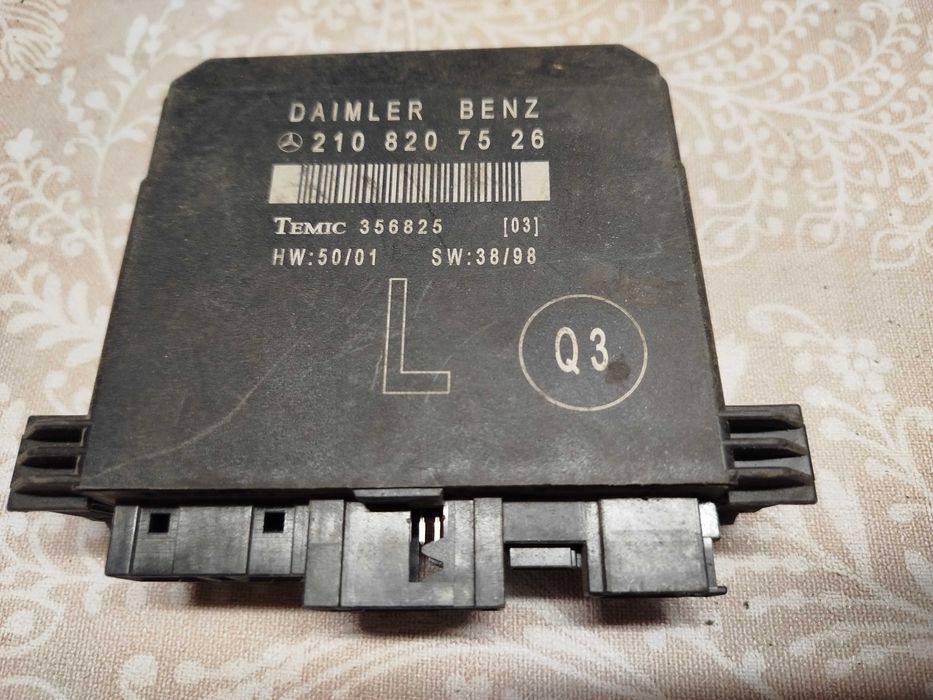 DAIMLER BENZ
210 820 75 26
TEMIC 356825 [03]
HW:50/01 SW:38/98
L
Q3